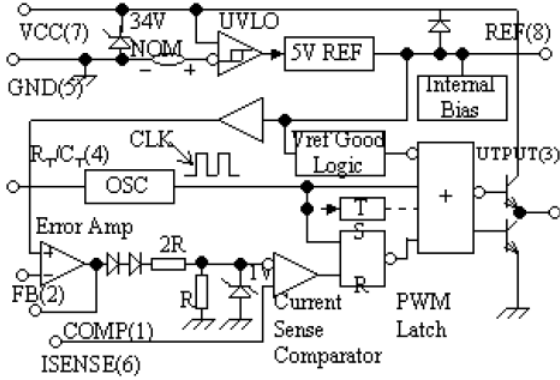 34V
UVLO
VCC(7)
NOM
5V REF
REF(8)
− +
GND(5)
Internal
Bias
CLK
Vref Good
Logic
RT/CT(4)
UTPUT(3)
OSC
+
T
Error Amp
S
2R
+
1V
−
FB(2)
R
R
Current
Sense
Comparator
PWM
Latch
COMP(1)
ISENSE(6)